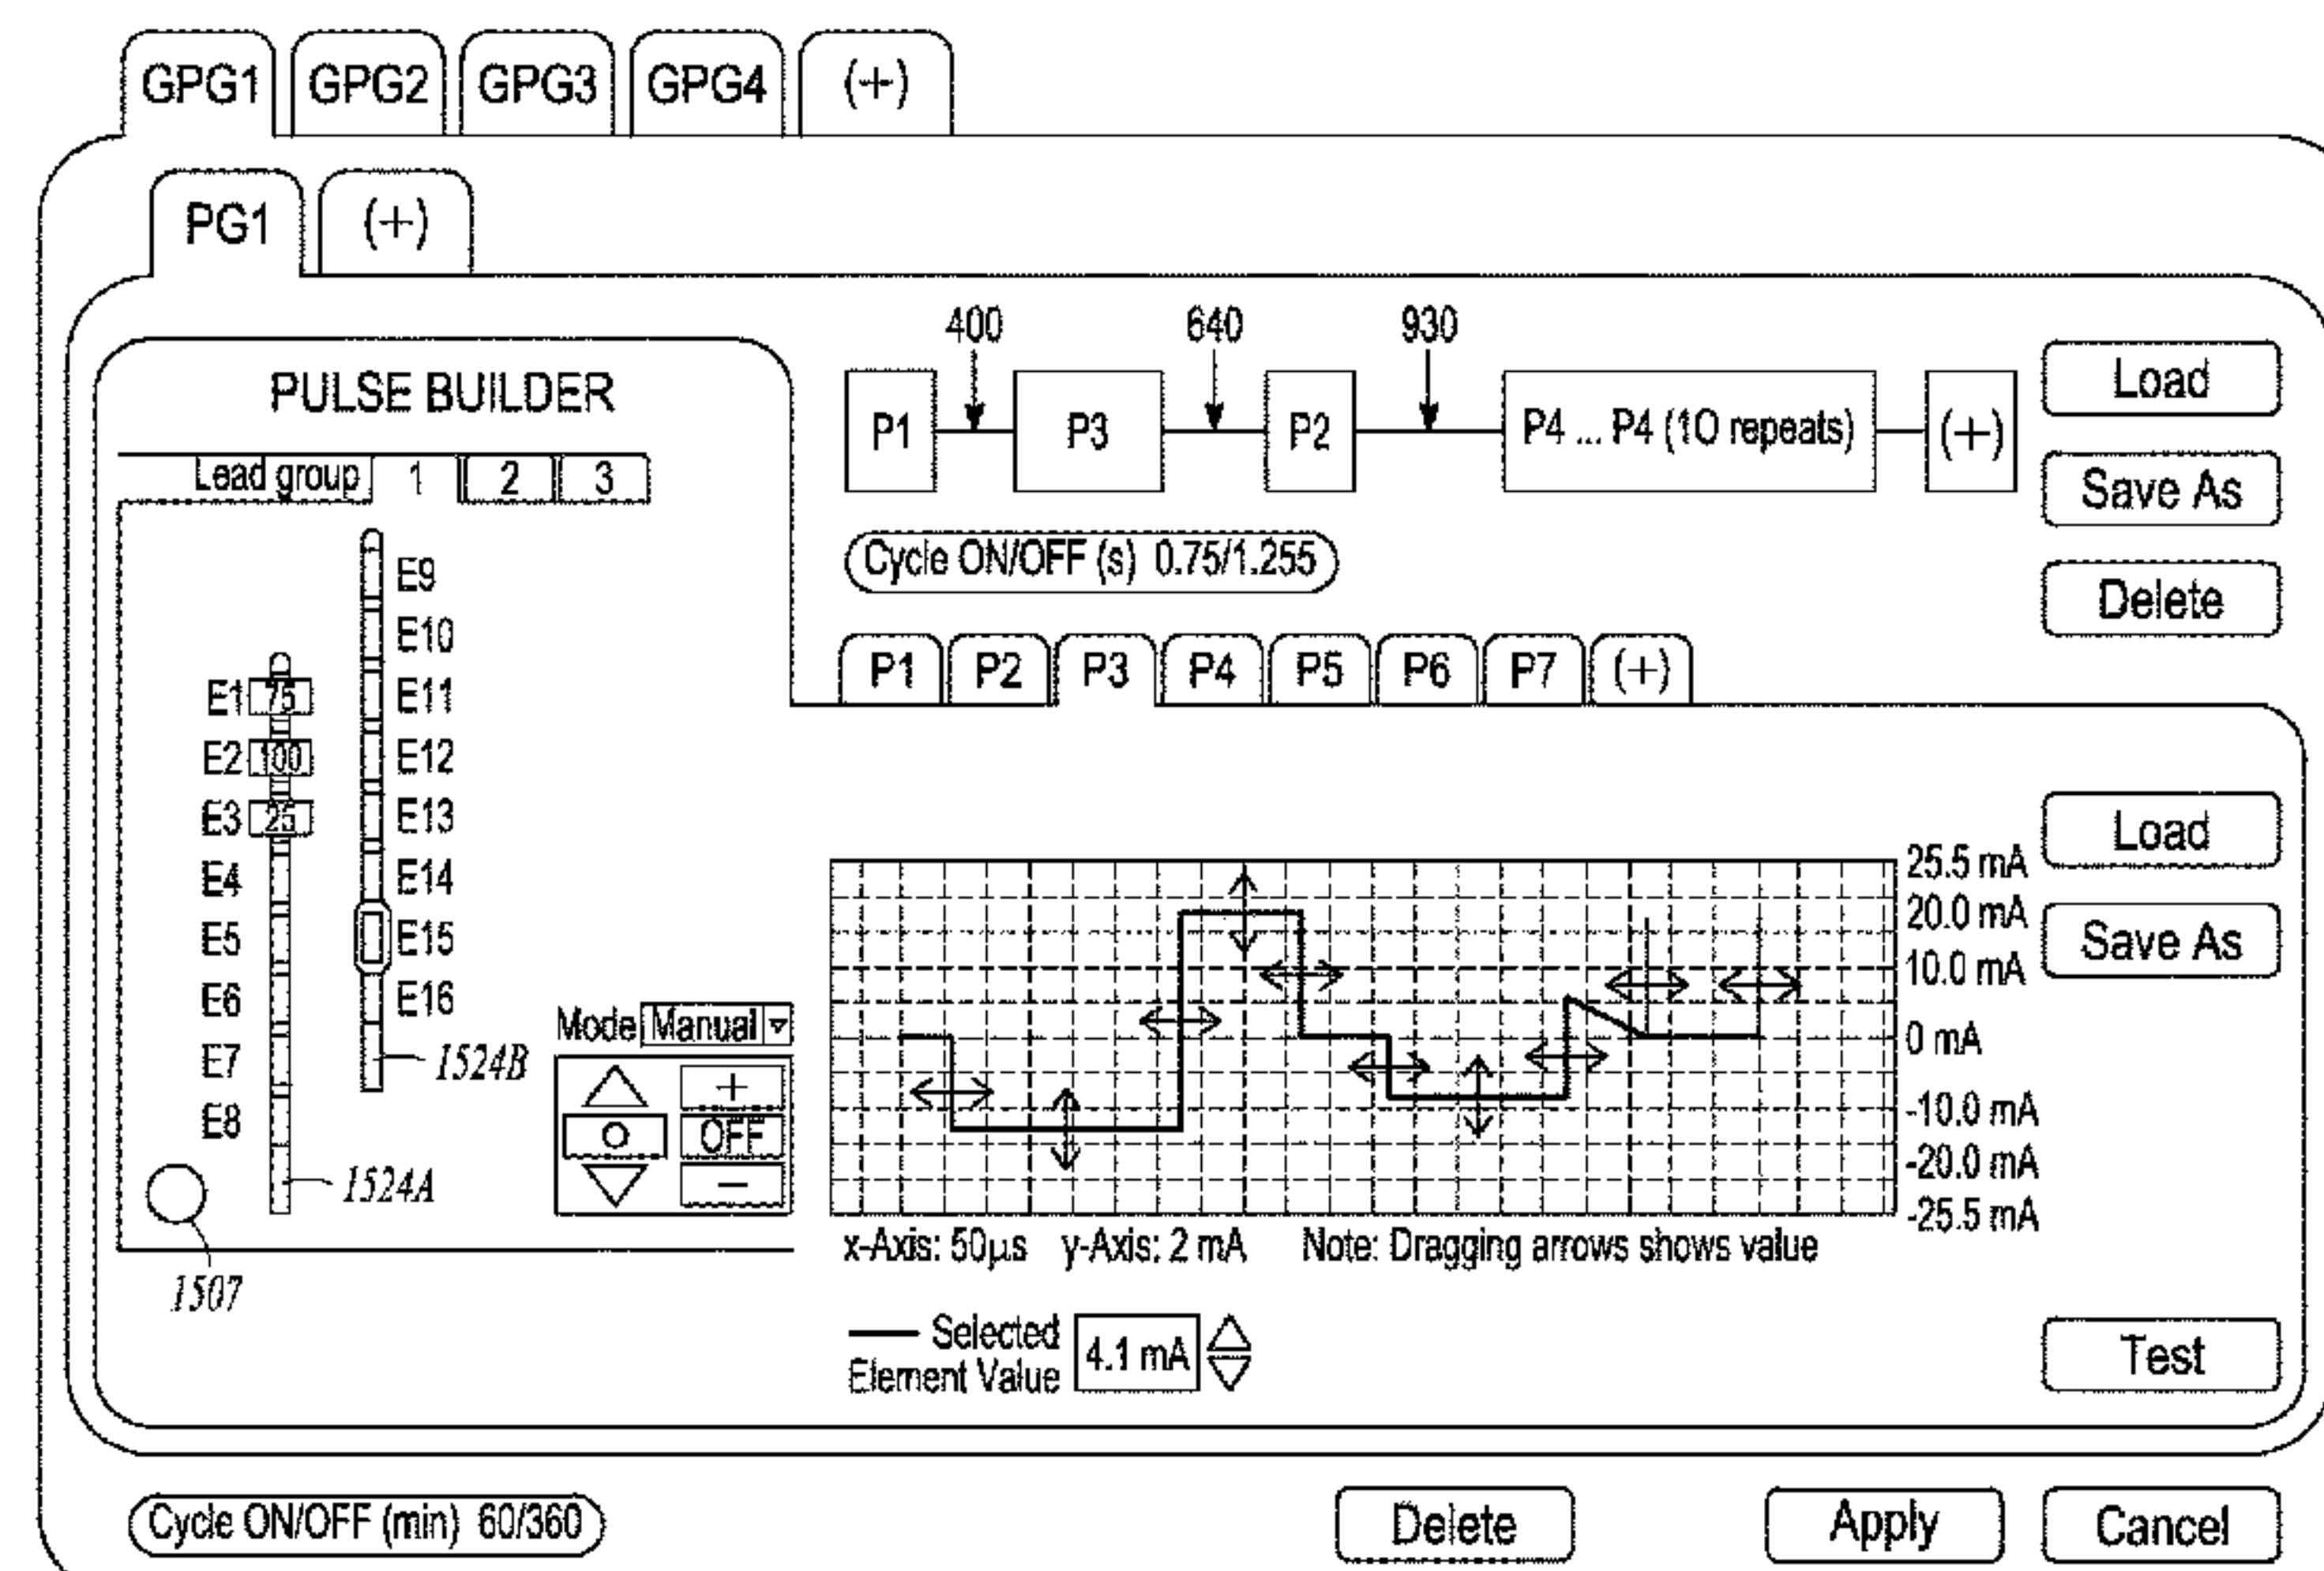 GPG1 GPG2 GPG3 GPG4 (+)
PG1 (+)
PULSE BUILDER
Lead group 1 2 3
E1 75
E2 100
E3 25
E4
E5
E6
E7
E8
E9
E10
E11
E12
E13
E14
E15
E16
1524B
1524A
1507
Mode Manual
+
OFF
−
400 640 930
P1 P3 P2 P4 ... P4 (10 repeats) (+)
Cycle ON/OFF (s) 0.75/1.255
Load
Save As
Delete
P1 P2 P3 P4 P5 P6 P7 (+)
25.5 mA
20.0 mA
10.0 mA
0 mA
-10.0 mA
-20.0 mA
-25.5 mA
Load
Save As
x-Axis: 50μs y-Axis: 2 mA Note: Dragging arrows shows value
Selected
Element Value 4.1 mA
Test
Cycle ON/OFF (min) 60/360
Delete
Apply
Cancel